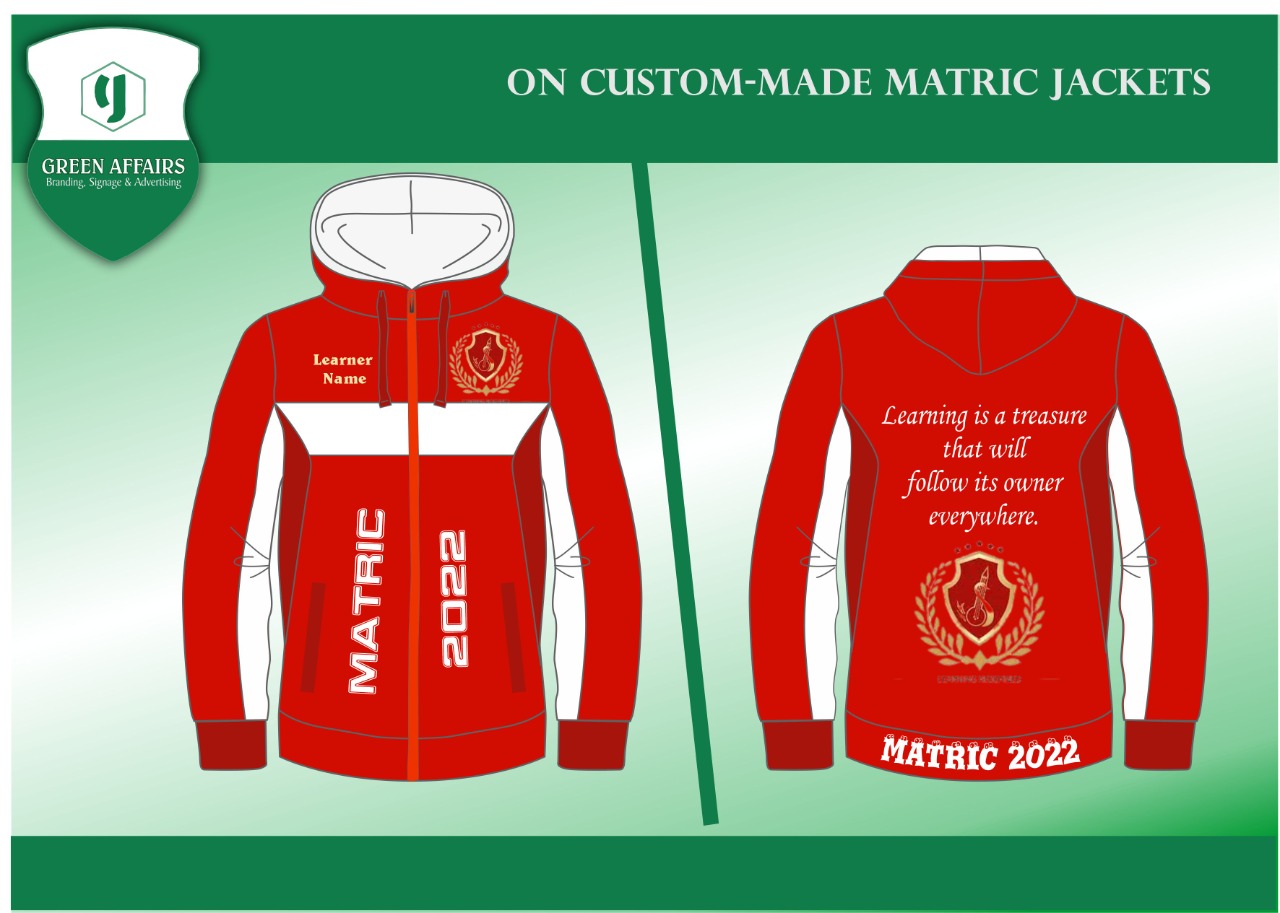 ON CUSTOM-MADE MATRIC JACKETS
GREEN AFFAIRS
Branding, Signage & Advertising
Learner
Name
MATRIC
2022
Learning is a treasure
that will
follow its owner
everywhere.
MATRIC 2022